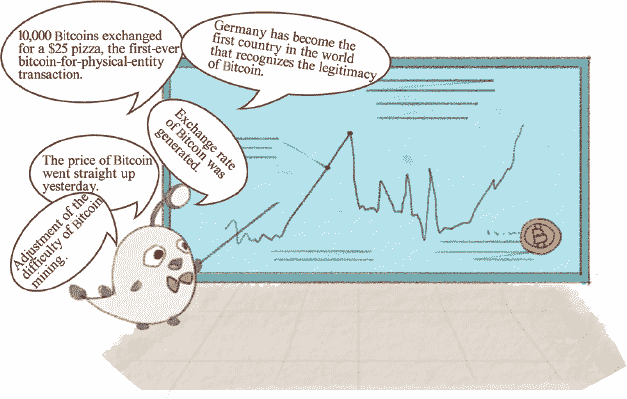 10,000 Bitcoins exchanged
for a $25 pizza, the first-ever
bitcoin-for-physical-entity
transaction.
Germany has become the
first country in the world
that recognizes the legitimacy
of Bitcoin.
Exchange rate
of Bitcoin was
generated.
The price of Bitcoin
went straight up
yesterday.
Adjustment of the
difficulty of Bitcoin
mining.